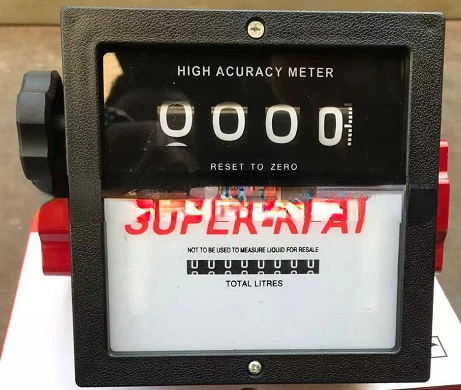 HIGH ACURACY METER
0000
RESET TO ZERO
SUPER-
NOT TO BE USED TO MEASURE LIQUID FOR RESALE
00000000
TOTAL LITRES